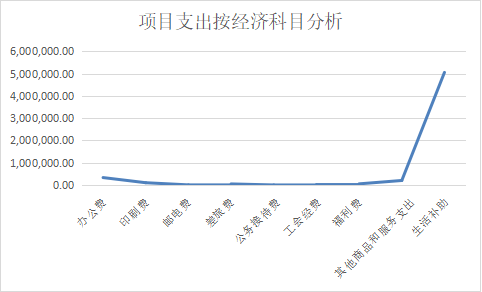 项目支出按经济科目分析
6,000,000.00
5,000,000.00
4,000,000.00
3,000,000.00
2,000,000.00
1,000,000.00
0.00
办公费
印刷费
邮电费
差旅费
公务接待费
工会经费
福利费
其他商品和服务支出
生活补助